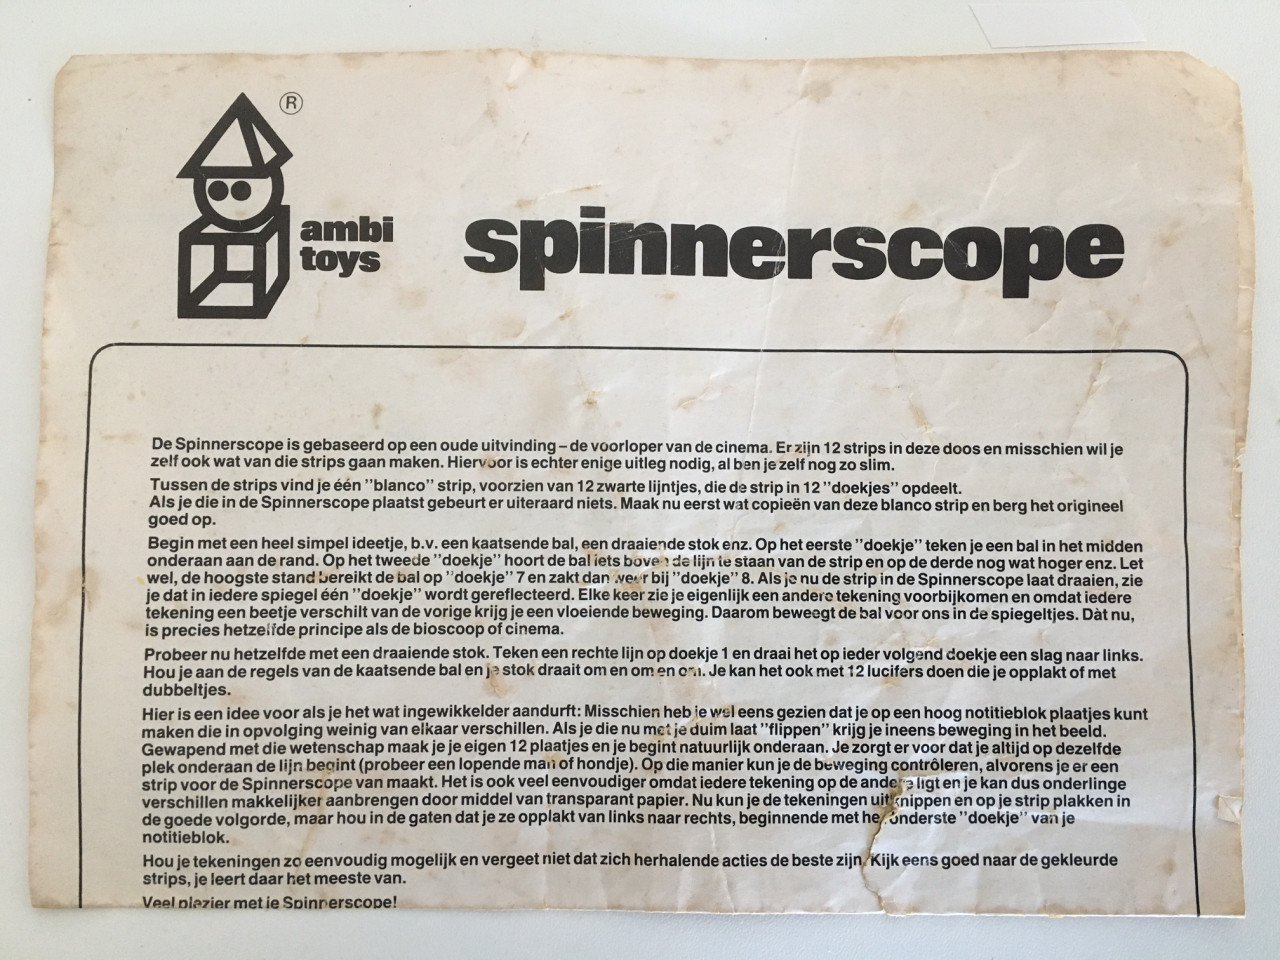 ®
ambi
toys
spinnerscope
De Spinnerscope is gebaseerd op een oude uitvinding – de voorloper van de cinema. Er zijn 12 strips in deze doos en misschien wil je
zelf ook wat van die strips gaan maken. Hiervoor is echter enige uitleg nodig, al ben je zelf nog zo slim.
Tussen de strips vind je één "blanco" strip, voorzien van 12 zwarte lijntjes, die de strip in 12 "doekjes" opdeelt.
Als je die in de Spinnerscope plaatst gebeurt er uiteraard niets. Maak nu eerst wat copieën van deze blanco strip en berg het origineel
goed op.
Begin met een heel simpel ideetje, b.v. een kaatsende bal, een draaiende stok enz. Op het eerste "doekje" teken je een bal in het midden
onderaan aan de rand. Op het tweede "doekje" hoort de bal iets boven de lijn te staan van de strip en op de derde nog wat hoger enz. Let
wel, de hoogste stand bereikt de bal op "doekje" 7 en zakt dan weer bij "doekje" 8. Als je nu de strip in de Spinnerscope laat draaien, zie
je dat in iedere spiegel één "doekje" wordt gereflecteerd. Elke keer zie je eigenlijk een andere tekening voorbijkomen en omdat iedere
tekening een beetje verschilt van de vorige krijg je een vloeiende beweging. Daarom beweegt de bal voor ons in de spiegeltjes. Dàt nu,
is precies hetzelfde principe als de bioscoop of cinema.
Probeer nu hetzelfde met een draaiende stok. Teken een rechte lijn op doekje 1 en draai het op ieder volgend doekje een slag naar links.
Hou je aan de regels van de kaatsende bal en je stok draait om en om en om. Je kan het ook met 12 lucifers doen die je opplakt of met
dubbeltjes.
Hier is een idee voor als je het wat ingewikkelder aandurft: Misschien heb je wel eens gezien dat je op een hoog notitieblok plaatjes kunt
maken die in opvolging weinig van elkaar verschillen. Als je die nu met je duim laat "flippen" krijg je ineens beweging in het beeld.
Gewapend met die wetenschap maak je je eigen 12 plaatjes en je begint natuurlijk onderaan. Je zorgt er voor dat je altijd op dezelfde
plek onderaan de lijn begint (probeer een lopende man of hondje). Op die manier kun je de beweging contrôleren, alvorens je er een
strip voor de Spinnerscope van maakt. Het is ook veel eenvoudiger omdat iedere tekening op de andere ligt en je kan dus onderlinge
verschillen makkelijker aanbrengen door middel van transparant papier. Nu kun je de tekeningen uitknippen en op je strip plakken in
de goede volgorde, maar hou in de gaten dat je ze opplakt van links naar rechts, beginnende met het onderste "doekje" van je
notitieblok.
Hou je tekeningen zo eenvoudig mogelijk en vergeet niet dat zich herhalende acties de beste zijn. Kijk eens goed naar de gekleurde
strips, je leert daar het meeste van.
Veel plezier met je Spinnerscope!